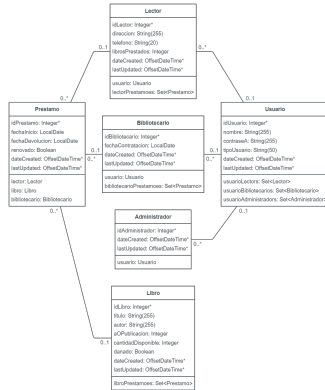 Lector
idLector: Integer*
direccion: String(255)
telefono: String(20)
librosPrestados: Integer
dateCreated: OffsetDateTime*
lastUpdated: OffsetDateTime*
usuario: Usuario
lectorPrestamoes: Set<Prestamo>
0..1
0..*
0..*
0..1
Prestamo
idPrestamo: Integer*
fechaInicio: LocalDate
fechaDevolucion: LocalDate
renovado: Boolean
dateCreated: OffsetDateTime*
lastUpdated: OffsetDateTime*
lector: Lector
libro: Libro
bibliotecario: Bibliotecario
0..1
0..*
Bibliotecario
idBibliotecario: Integer*
fechaContratacion: LocalDate
dateCreated: OffsetDateTime*
lastUpdated: OffsetDateTime*
usuario: Usuario
bibliotecarioPrestamoes: Set<Prestamo>
0..1
0..*
Usuario
idUsuario: Integer*
nombre: String(255)
contraseA: String(255)
tipoUsuario: String(50)
dateCreated: OffsetDateTime*
lastUpdated: OffsetDateTime*
usuarioLectors: Set<Lector>
usuarioBibliotecarios: Set<Bibliotecario>
usuarioAdministradors: Set<Administrador>
0..*
0..1
Administrador
idAdministrador: Integer*
dateCreated: OffsetDateTime*
lastUpdated: OffsetDateTime*
usuario: Usuario
0..*
Libro
idLibro: Integer*
titulo: String(255)
autor: String(255)
aOPublicacion: Integer
cantidadDisponible: Integer
danado: Boolean
dateCreated: OffsetDateTime*
lastUpdated: OffsetDateTime*
libroPrestamoes: Set<Prestamo>
0..1